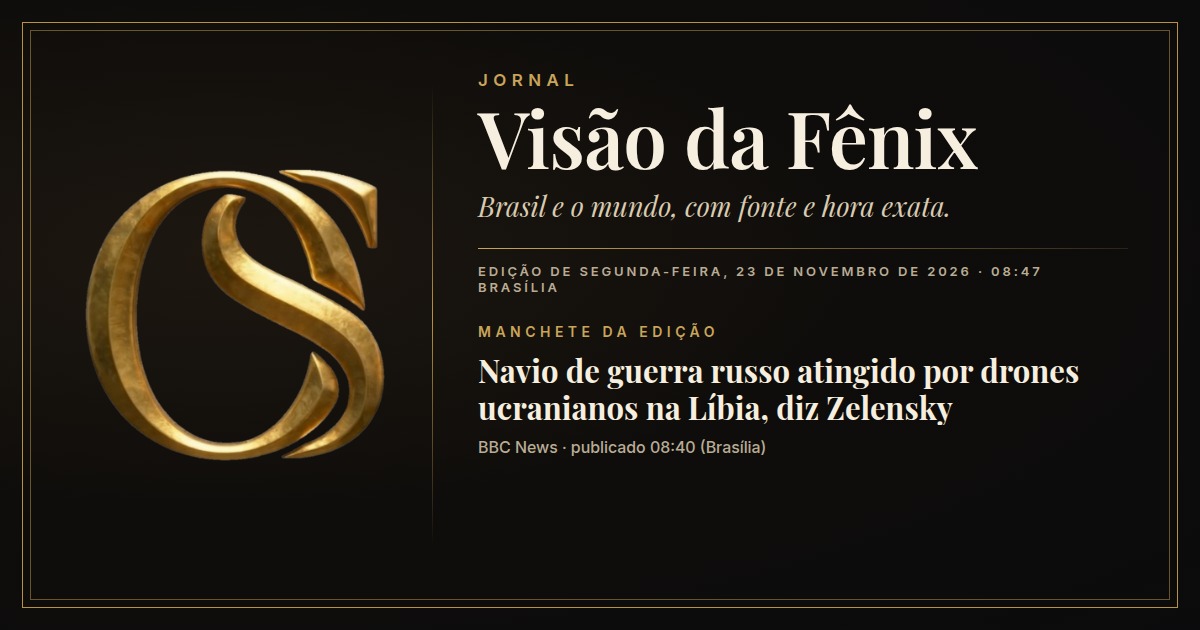 JORNAL
Visão da Fênix
Brasil e o mundo, com fonte e hora exata.
EDIÇÃO DE SEGUNDA-FEIRA, 23 DE NOVEMBRO DE 2026 · 08:47
BRASÍLIA
MANCHETE DA EDIÇÃO
Navio de guerra russo atingido por drones
ucranianos na Líbia, diz Zelensky
BBC News · publicado 08:40 (Brasília)